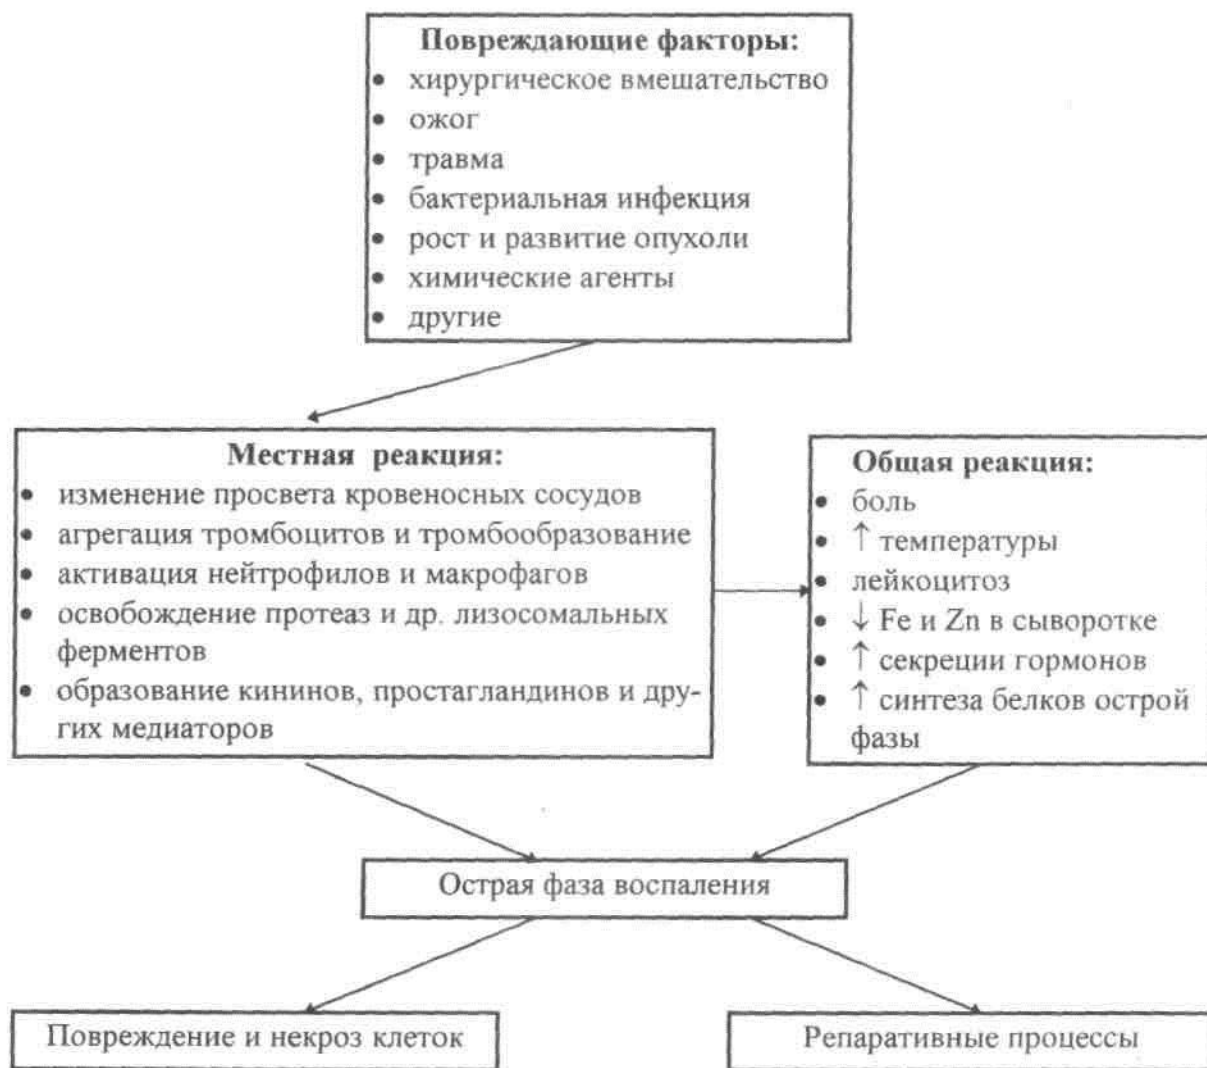 Повреждающие факторы:
• хирургическое вмешательство
• ожог
• травма
• бактериальная инфекция
• рост и развитие опухоли
• химические агенты
• другие
Местная реакция:
• изменение просвета кровеносных сосудов
• агрегация тромбоцитов и тромбообразование
• активация нейтрофилов и макрофагов
• освобождение протеаз и др. лизосомальных
ферментов
• образование кининов, простагландинов и дру-
гих медиаторов
Общая реакция:
• боль
• ↑ температуры
• лейкоцитоз
• ↓ Fe и Zn в сыворотке
• ↑ секреции гормонов
• ↑ синтеза белков острой
фазы
Острая фаза воспаления
Повреждение и некроз клеток
Репаративные процессы